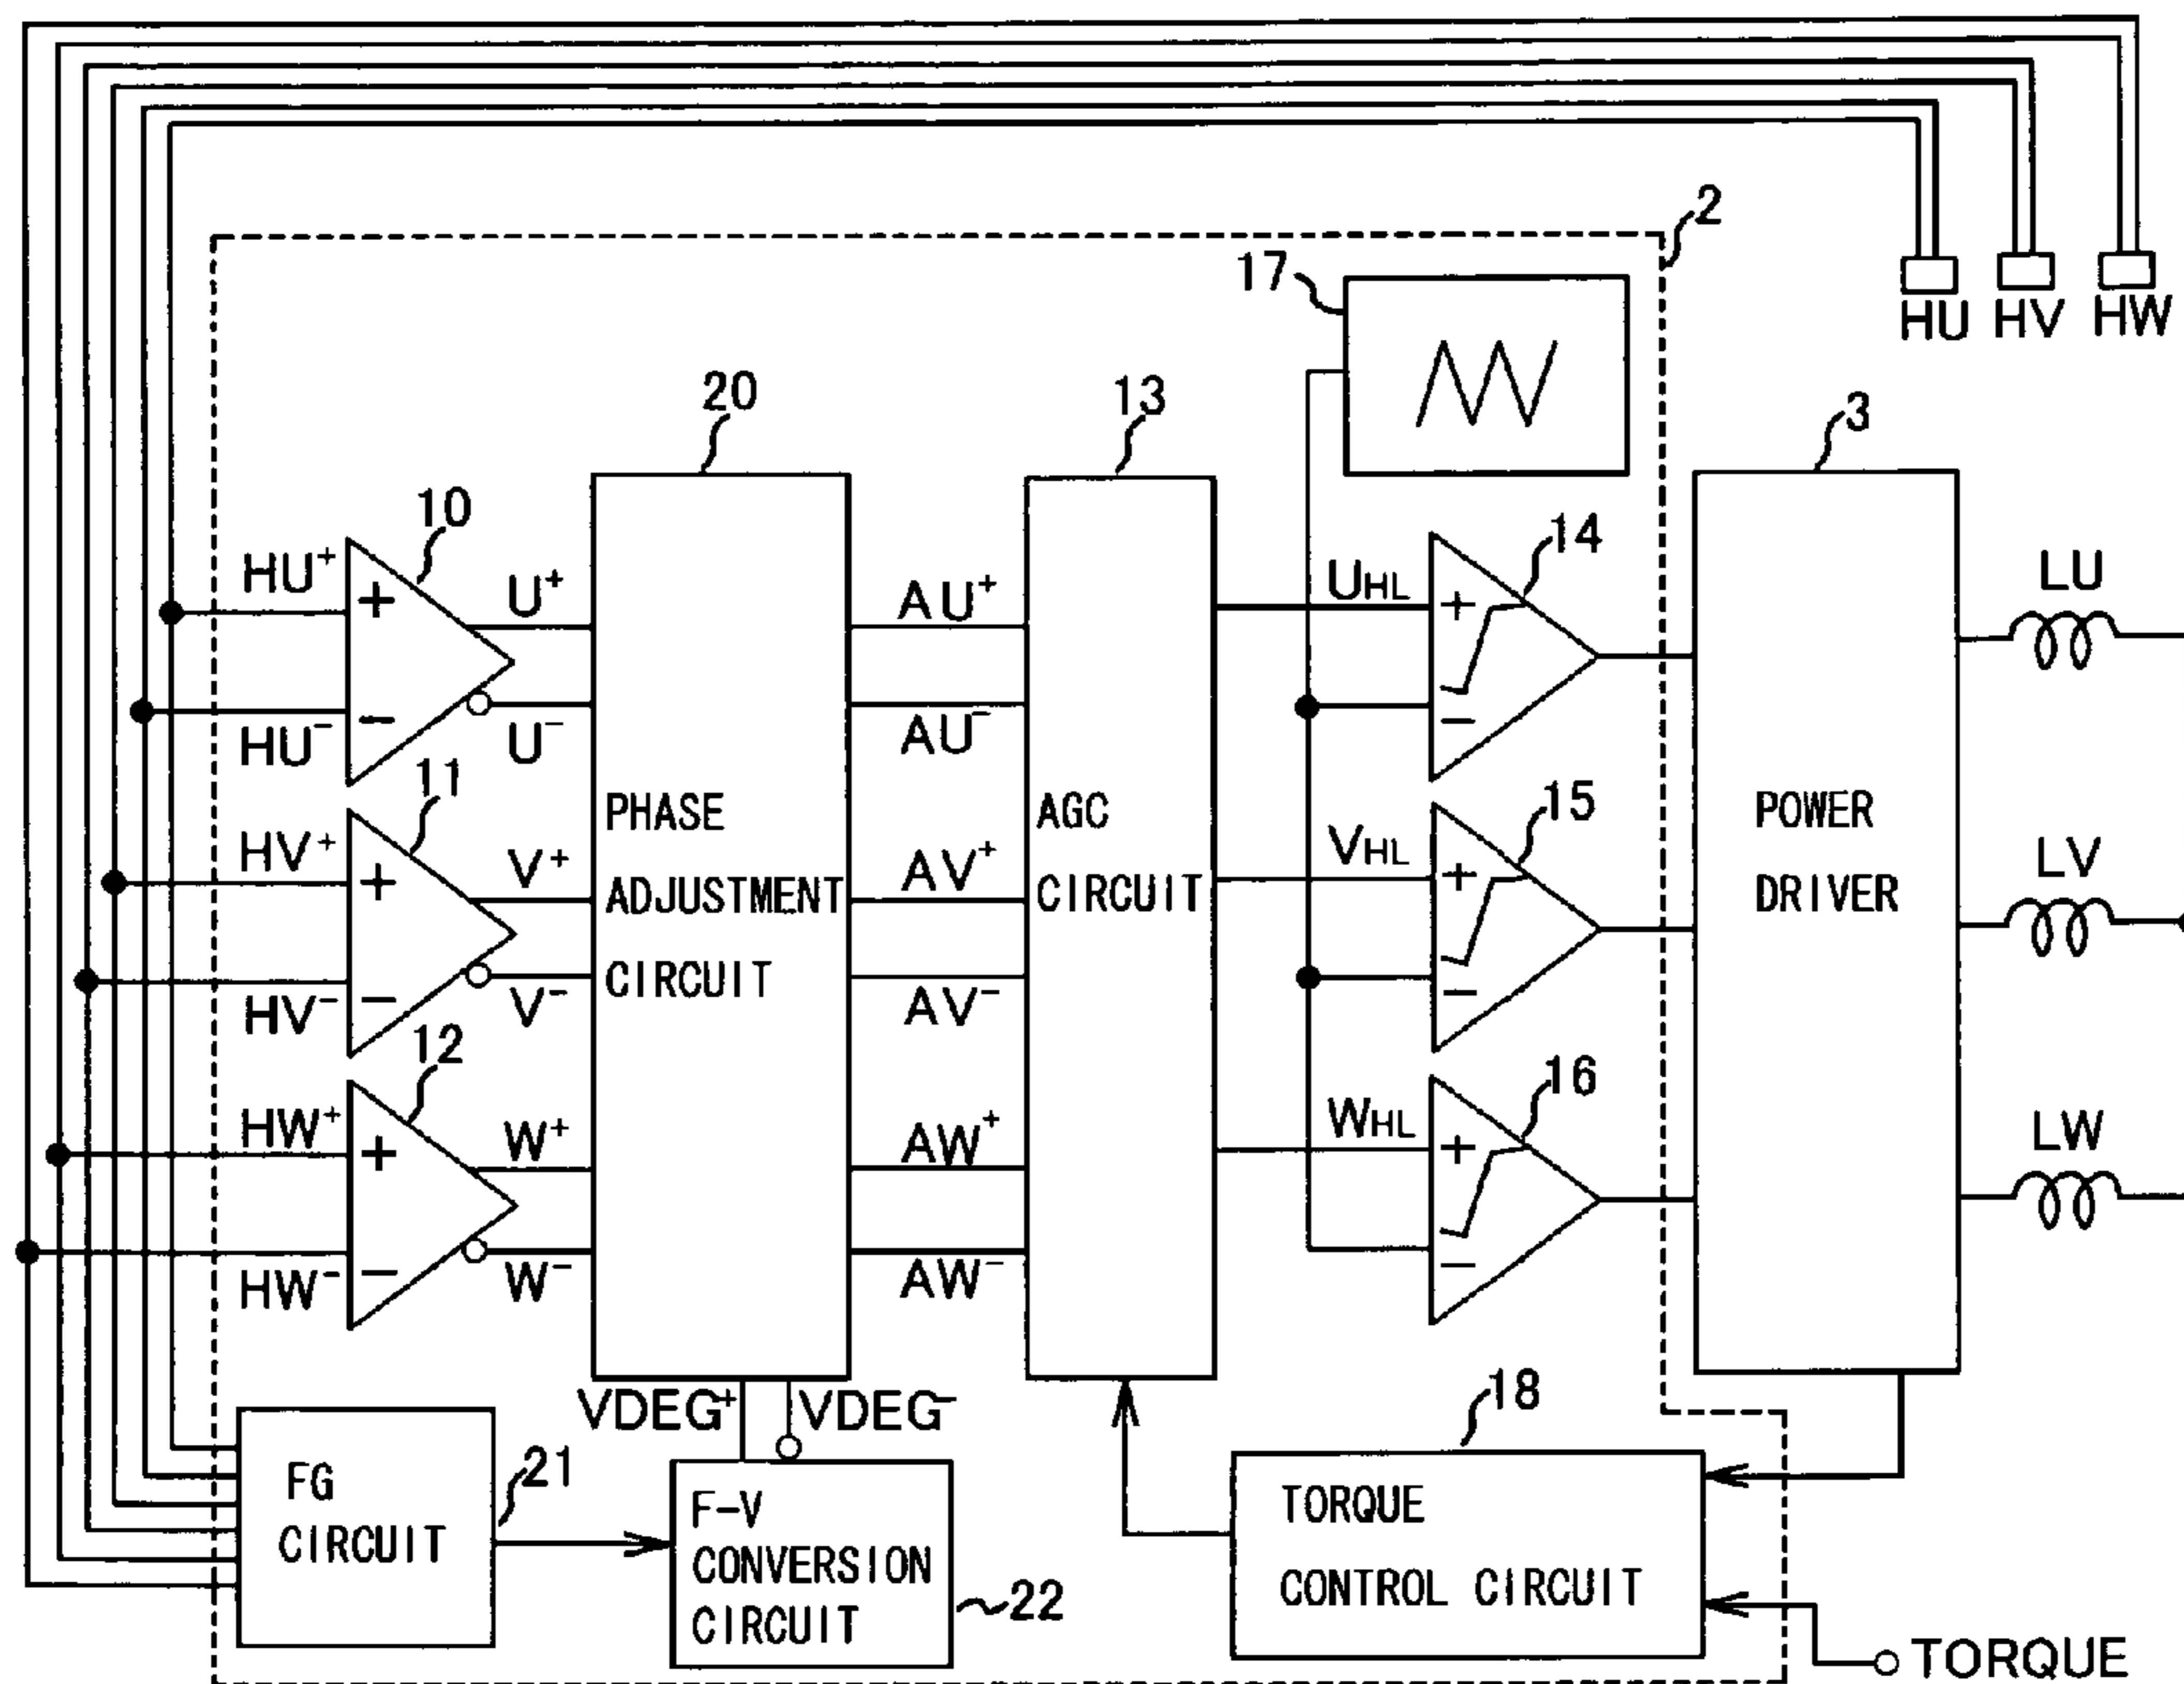 2
17
HU HV HW
20
13
3
10
HU+
+
U+
AU+
UHL
+
14
LU
HU-
−
U-
AU-
−
11
PHASE
ADJUSTMENT
CIRCUIT
AGC
CIRCUIT
15
POWER
DRIVER
HV+
+
V+
AV+
VHL
+
LV
HV-
−
V-
AV-
−
12
16
HW+
+
W+
AW+
WHL
+
LW
HW-
−
W-
AW-
−
VDEG+
VDEG-
18
FG
CIRCUIT
21
F-V
CONVERSION
CIRCUIT
22
TORQUE
CONTROL CIRCUIT
TORQUE